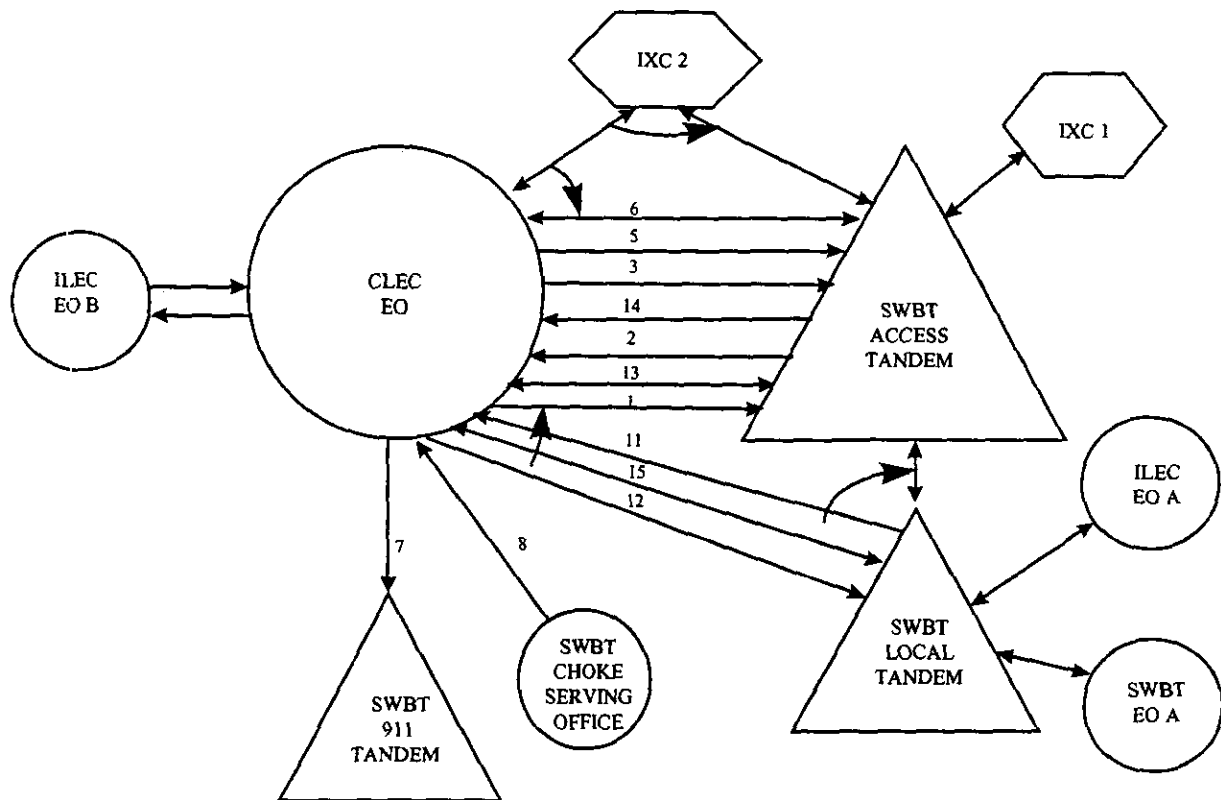 IXC 2
IXC 1
6
5
3
14
2
13
1
ILEC
EO B
CLEC
EO
SWBT
ACCESS
TANDEM
11
15
12
ILEC
EO A
7
8
SWBT
LOCAL
TANDEM
SWBT
CHOKE
SERVING
OFFICE
SWBT
EO A
SWBT
911
TANDEM